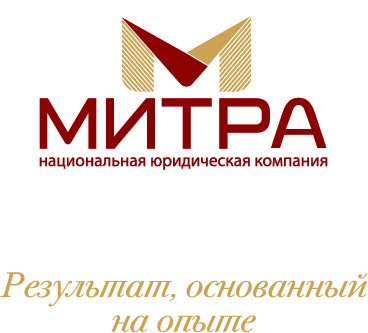 МИТРА
национальная юридическая компания
Результат, основанный
на опыте